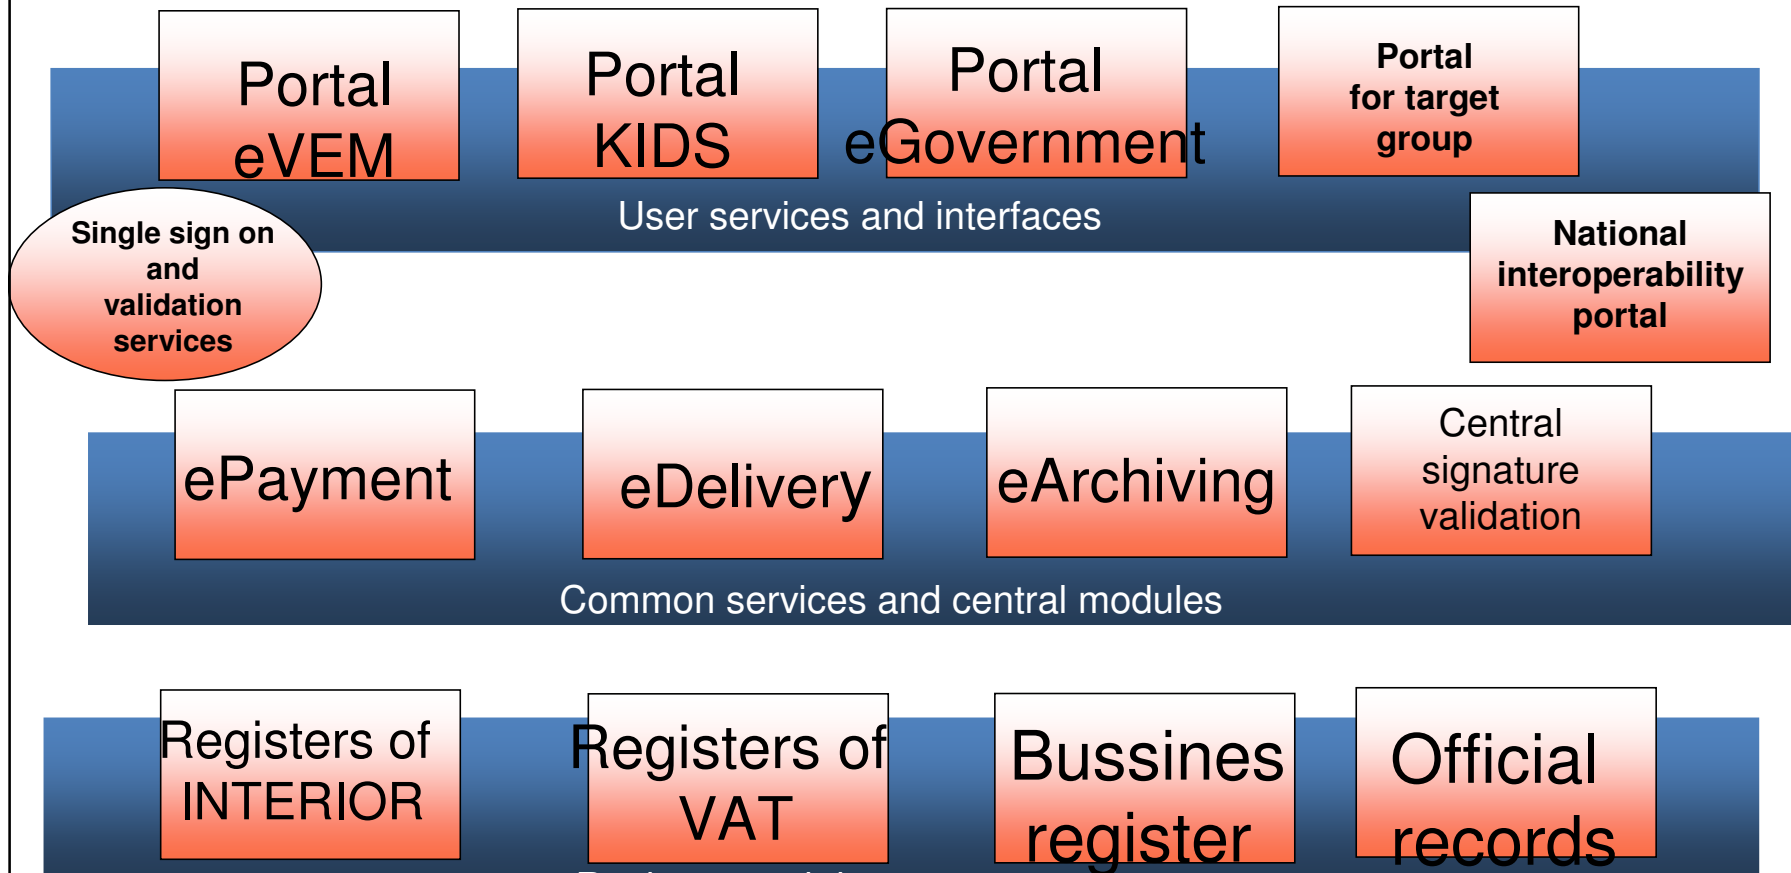 Portal
eVEM
Portal
KIDS
Portal
eGovernment
Portal
for target
group
User services and interfaces
Single sign on
and
validation
services
National
interoperability
portal
ePayment
eDelivery
eArchiving
Central
signature
validation
Common services and central modules
Registers of
INTERIOR
Registers of
VAT
Bussines
register
Official
records